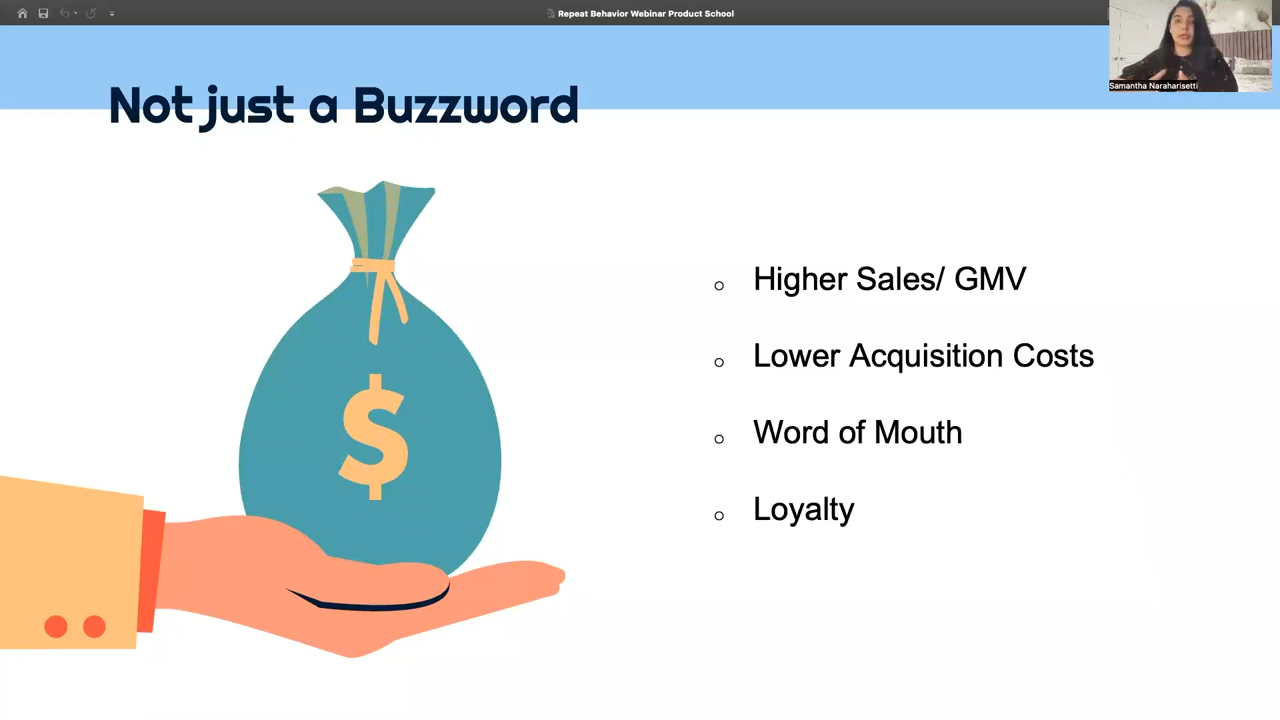 Repeat Behavior Webinar Product School
Samantha Naraharisetti
Not just a Buzzword
$
Higher Sales/ GMV
Lower Acquisition Costs
Word of Mouth
Loyalty